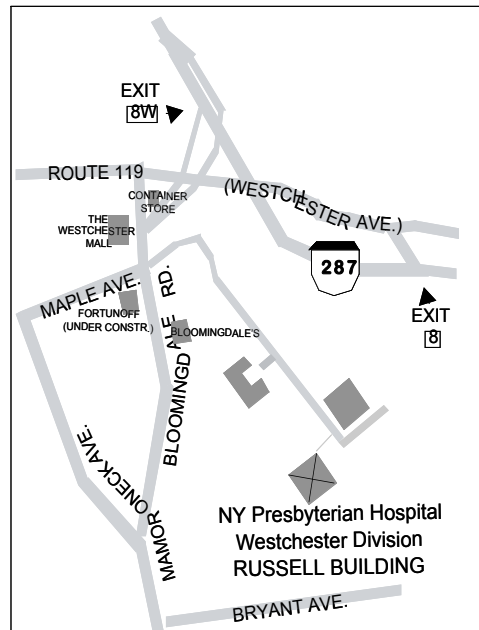 EXIT
8W
ROUTE 119
CONTAINER
STORE
(WESTCHESTER AVE.)
THE
WESTCHESTER
MALL
287
MAPLE AVE.
FORTUNOFF
(UNDER CONSTR.)
BLOOMINGDALE'S
EXIT
8
BLOOMINGDALE RD.
MAMORONECK AVE.
NY Presbyterian Hospital
Westchester Division
RUSSELL BUILDING
BRYANT AVE.